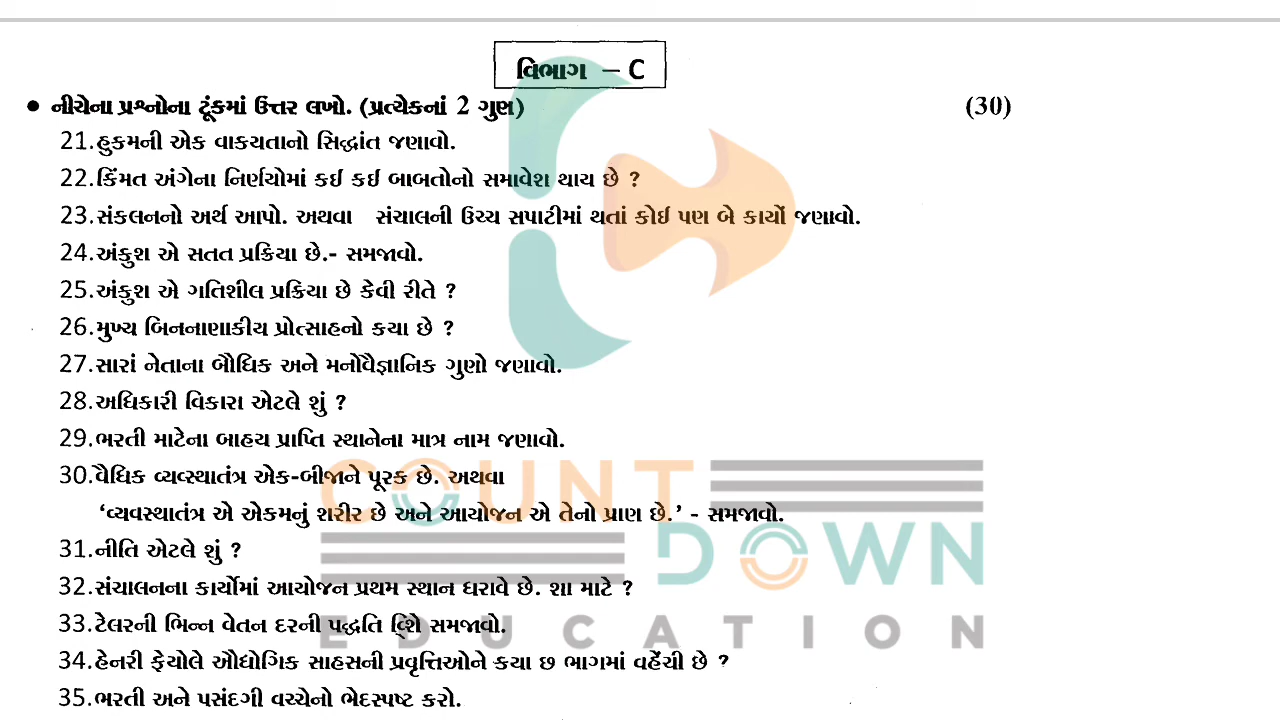 વિભાગ – C
• નીચેના પ્રશ્નોના ટૂંકમાં ઉત્તર લખો. (પ્રત્યેકનાં 2 ગુણ) (30)
21.હુકમની એક વાક્યતાનો સિદ્ધાંત જણાવો.
22.કિંમત અંગેના નિર્ણયોમાં કઈ કઈ બાબતોનો સમાવેશ થાય છે ?
23.સંકલનનો અર્થ આપો. અથવા સંચાલની ઉચ્ચ સપાટીમાં થતાં કોઈ પણ બે કાર્યો જણાવો.
24.અંકુશ એ સતત પ્રક્રિયા છે.- સમજાવો.
25.અંકુશ એ ગતિશીલ પ્રક્રિયા છે કેવી રીતે ?
26.મુખ્ય બિનનાણાકીય પ્રોત્સાહનો કયા છે ?
27.સારાં નેતાના બૌધિક અને મનોવૈજ્ઞાનિક ગુણો જણાવો.
28.અધિકારી વિકાસ એટલે શું ?
29.ભરતી માટેના બાહય પ્રાપ્તિ સ્થાનેના માત્ર નામ જણાવો.
30.વૈધિક વ્યવ્સ્થાતંત્ર એક-બીજાને પૂરક છે. અથવા
‘વ્યવસ્થાતંત્ર એ એકમનું શરીર છે અને આયોજન એ તેનો પ્રાણ છે.’ - સમજાવો.
31.નીતિ એટલે શું ?
32.સંચાલનના કાર્યોમાં આયોજન પ્રથમ સ્થાન ધરાવે છે. શા માટે ?
33.ટેલરની ભિન્ન વેતન દરની પદ્ધતિ વિશે સમજાવો.
34.હેનરી ફેયોલે ઔદ્યોગિક સાહસની પ્રવૃત્તિઓને કયા છ ભાગમાં વહેંચી છે ?
35.ભરતી અને પસંદગી વચ્ચેનો ભેદસ્પષ્ટ કરો.
COUNT
DOWN
EDUCATION